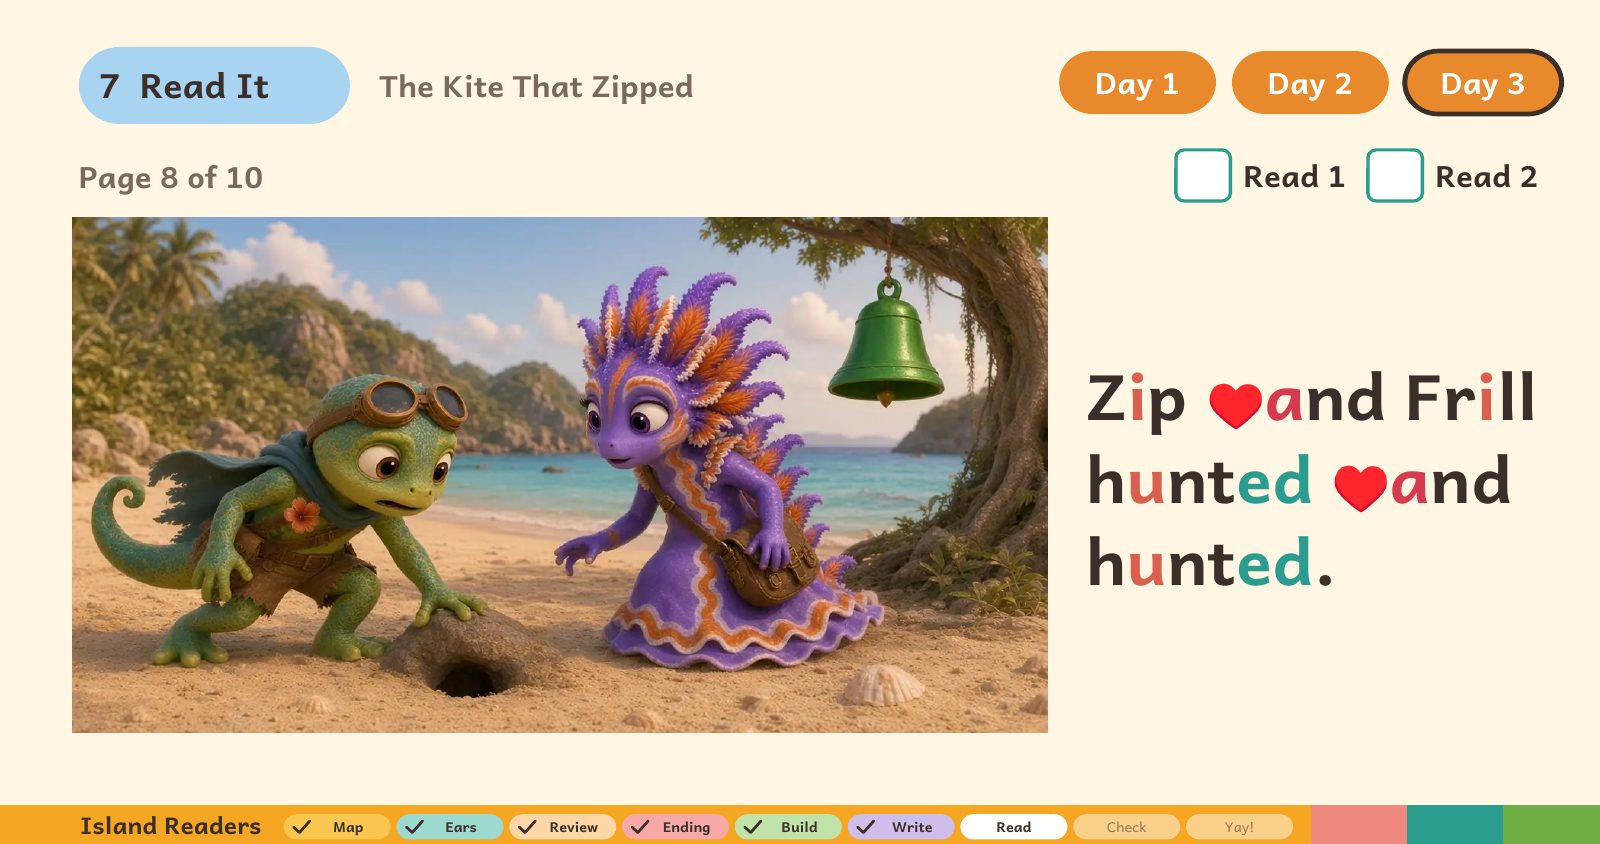 7 Read It
The Kite That Zipped
Day 1
Day 2
Day 3
Page 8 of 10
Read 1
Read 2
Zip ❤and Frill
hunted ❤and
hunted.
Island Readers
Map
Ears
Review
Ending
Build
Write
Read
Check
Yay!